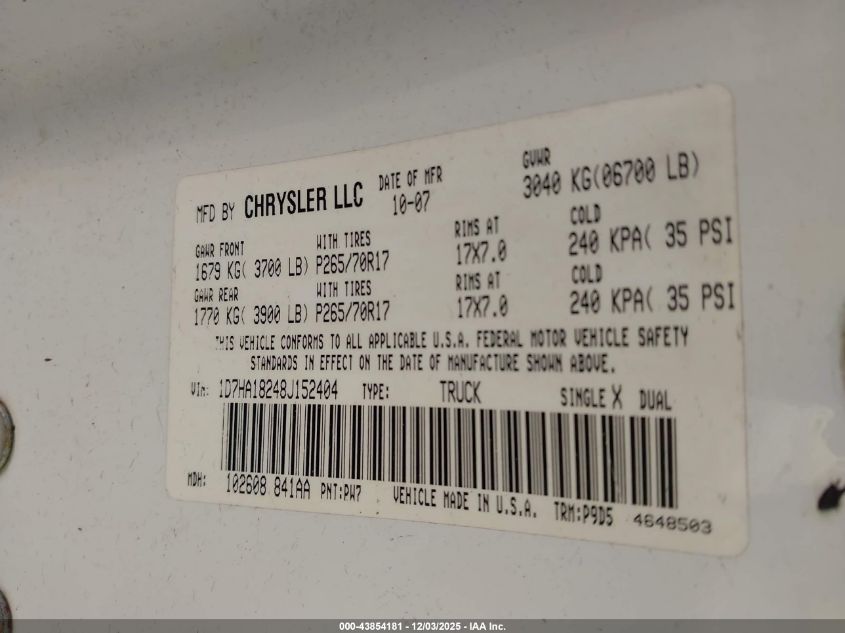 MFD BY CHRYSLER LLC DATE OF MFR 10-07 GVWR 3040 KG(06700 LB)
GAWR FRONT WITH TIRES RIMS AT COLD
1679 KG( 3700 LB) P265/70R17 17X7.0 240 KPA( 35 PSI
GAWR REAR WITH TIRES RIMS AT COLD
1770 KG( 3900 LB) P265/70R17 17X7.0 240 KPA( 35 PSI
THIS VEHICLE CONFORMS TO ALL APPLICABLE U.S.A. FEDERAL MOTOR VEHICLE SAFETY
STANDARDS IN EFFECT ON THE DATE OF MANUFACTURE SHOWN ABOVE.
VIN: 1D7HA18248J152404 TYPE: TRUCK SINGLE X DUAL
MDH: 102608 841AA PNT:PW7 VEHICLE MADE IN U.S.A. TRM:P9D5 4648503
000-43854181 - 12/03/2025 - IAA Inc.